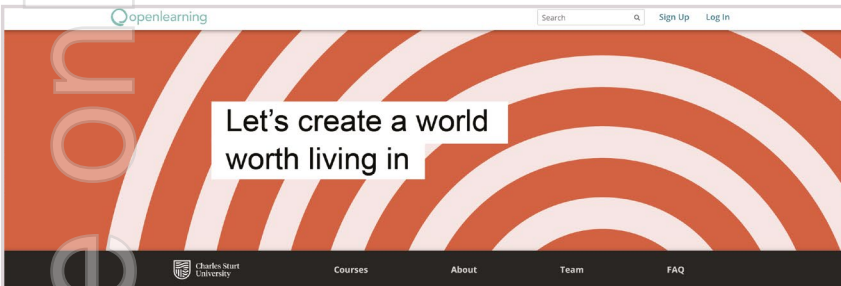 openlearning
Search
Sign Up Log In
Let's create a world
worth living in
Charles Sturt
University
Courses About Team FAQ
e on